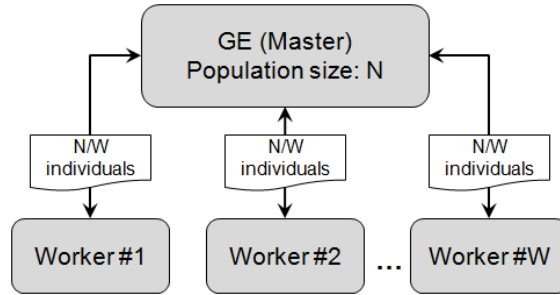 GE (Master)
Population size: N
N/W
individuals
N/W
individuals
N/W
individuals
Worker #1
Worker #2
...
Worker #W